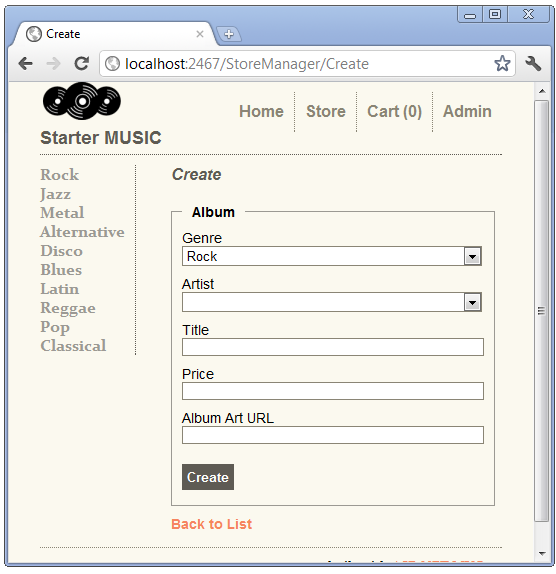 Create
localhost:2467/StoreManager/Create
Home Store Cart (0) Admin
Starter MUSIC
Rock
Jazz
Metal
Alternative
Disco
Blues
Latin
Reggae
Pop
Classical
Create
Album
Genre
Rock
Artist
Title
Price
Album Art URL
Create
Back to List